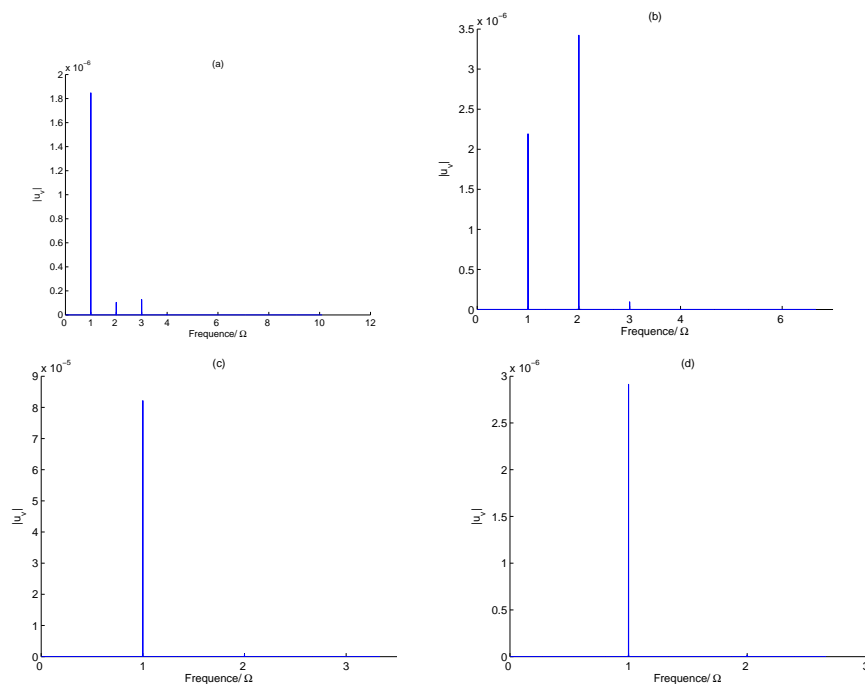 (a)
x 10⁻⁶
2
1.8
1.6
1.4
1.2
1
0.8
0.6
0.4
0.2
0
|u_v|
0 1 2 3 4 6 8 10 12
Frequence/ Ω
(b)
x 10⁻⁶
3.5
3
2.5
2
1.5
1
0.5
0
|u_v|
0 1 2 3 4 6
Frequence/ Ω
(c)
x 10⁻⁵
9
8
7
6
5
4
3
2
1
0
|u_v|
0 1 2 3
Frequence/ Ω
(d)
x 10⁻⁶
3
2.5
2
1.5
1
0.5
0
|u_v|
0 1 2 3
Frequence/ Ω